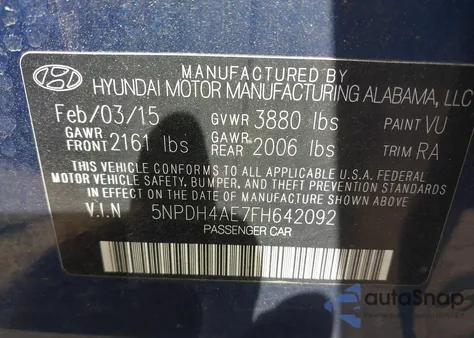 MANUFACTURED BY
HYUNDAI MOTOR MANUFACTURING ALABAMA, LLC
Feb/03/15 GVWR 3880 lbs PAINT VU
GAWR FRONT 2161 lbs GAWR REAR 2006 lbs TRIM RA
THIS VEHICLE CONFORMS TO ALL APPLICABLE U.S.A. FEDERAL
MOTOR VEHICLE SAFETY, BUMPER, AND THEFT PREVENTION
STANDARDS IN EFFECT ON THE DATE OF MANUFACTURE SHOWN ABOVE.
V.I.N 5NPDH4AE7FH642092
PASSENGER CAR
autoSnap